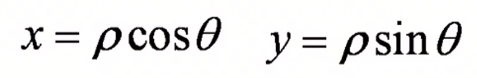 x = ρcosθ y = ρsinθ